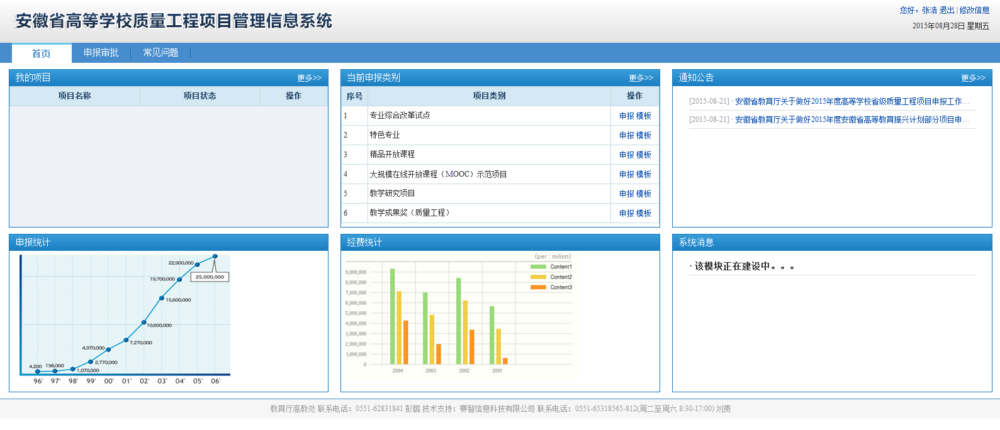 安徽省高等学校质量工程项目管理信息系统
您好，张浩 退出 | 修改信息
2015年08月28日 星期五
首页
申报审批
常见问题
我的项目 更多>>
项目名称 项目状态 操作
当前申报类别 更多>>
序号 项目类别 操作
1 专业综合改革试点 申报 模板
2 特色专业 申报 模板
3 精品开放课程 申报 模板
4 大规模在线开放课程（MOOC）示范项目 申报 模板
5 教学研究项目 申报 模板
6 教学成果奖（质量工程） 申报 模板
通知公告 更多>>
[2015-08-21] · 安徽省教育厅关于做好2015年度高等学校省级质量工程项目申报工作...
[2015-08-21] · 安徽省教育厅关于做好2015年度安徽省高等教育振兴计划部分项目申...
申报统计
22,900,000
25,000,000
19,700,000
15,600,000
10,600,000
7,270,000
4,970,000
2,770,000
4,200 198,000
1,070,000
96' 97' 98' 99' 00' 01' 02' 03' 04' 05' 06'
经费统计
(per : milion)
Content1
Content2
Content3
9,000,000
8,000,000
7,000,000
6,000,000
5,000,000
4,000,000
3,000,000
2,000,000
1,000,000
0
2004 2003 2002 2001
系统消息
· 该模块正在建设中。。。
教育厅高教处 联系电话：0551-62831841 彭璐 技术支持：赛智信息科技有限公司 联系电话：0551-65318565-812(周二至周六 8:30-17:00) 刘贵